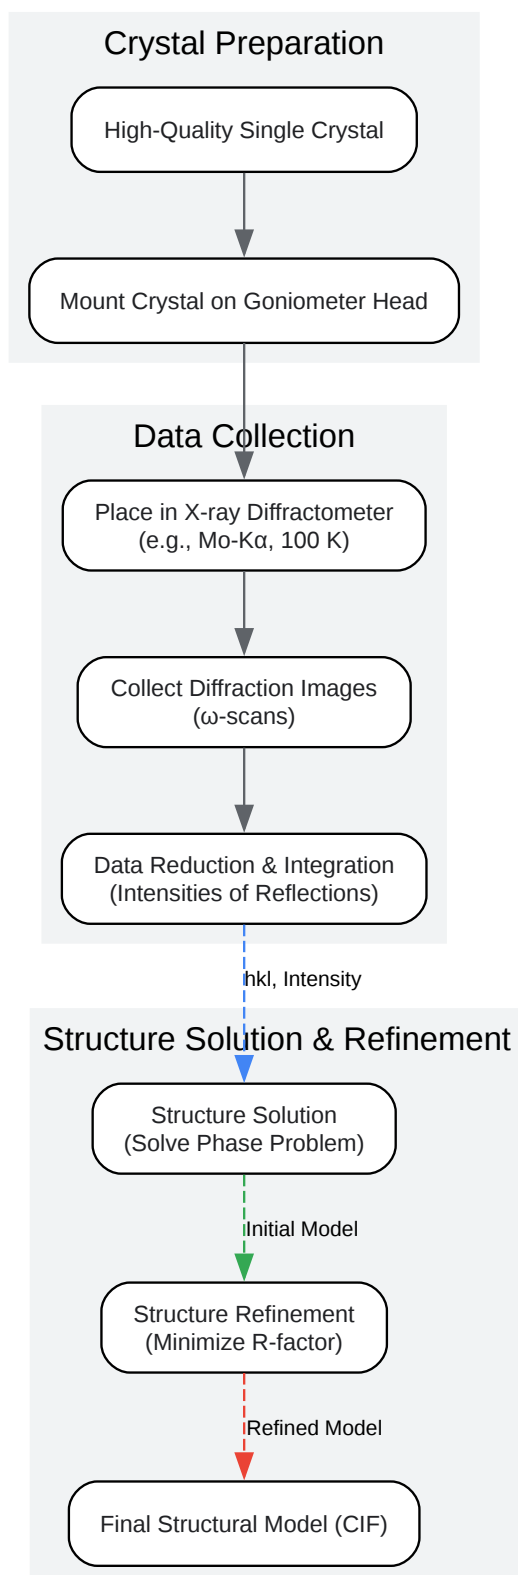 Crystal Preparation
High-Quality Single Crystal
Mount Crystal on Goniometer Head
Data Collection
Place in X-ray Diffractometer
(e.g., Mo-Kα, 100 K)
Collect Diffraction Images
(ω-scans)
Data Reduction & Integration
(Intensities of Reflections)
hkl, Intensity
Structure Solution & Refinement
Structure Solution
(Solve Phase Problem)
Initial Model
Structure Refinement
(Minimize R-factor)
Refined Model
Final Structural Model (CIF)